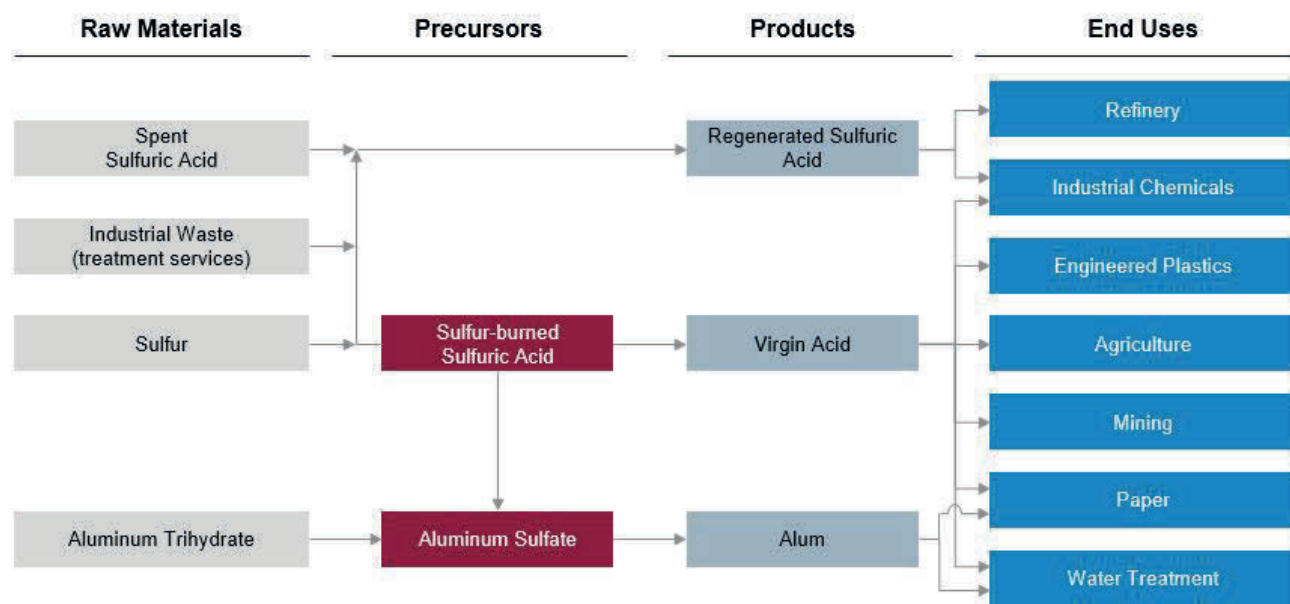 Raw Materials
Precursors
Products
End Uses
Spent
Sulfuric Acid
Industrial Waste
(treatment services)
Sulfur
Aluminum Trihydrate
Sulfur-burned
Sulfuric Acid
Aluminum Sulfate
Regenerated Sulfuric
Acid
Virgin Acid
Alum
Refinery
Industrial Chemicals
Engineered Plastics
Agriculture
Mining
Paper
Water Treatment